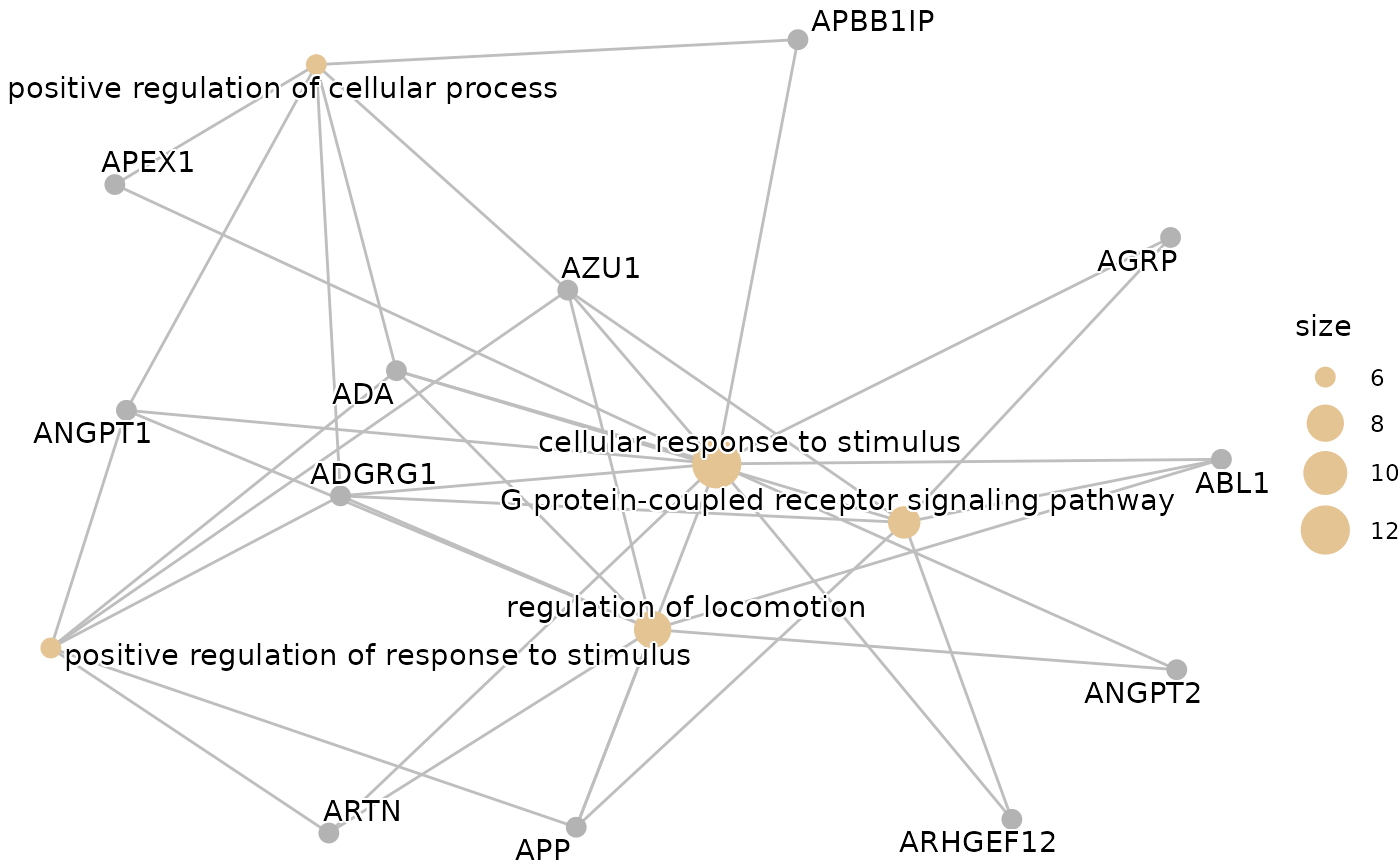 APBB1IP
positive regulation of cellular process
APEX1
AGRP
AZU1
size
6
ADA
8
ANGPT1
cellular response to stimulus
10
ADGRG1
ABL1
G protein-coupled receptor signaling pathway
12
regulation of locomotion
positive regulation of response to stimulus
ANGPT2
ARTN
ARHGEF12
APP